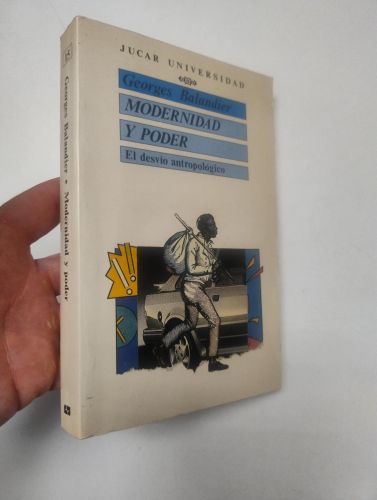 JUCAR UNIVERSIDAD
Georges Balandier
MODERNIDAD
Y PODER
El desvío antropológico
Georges Balandier • Modernidad y poder